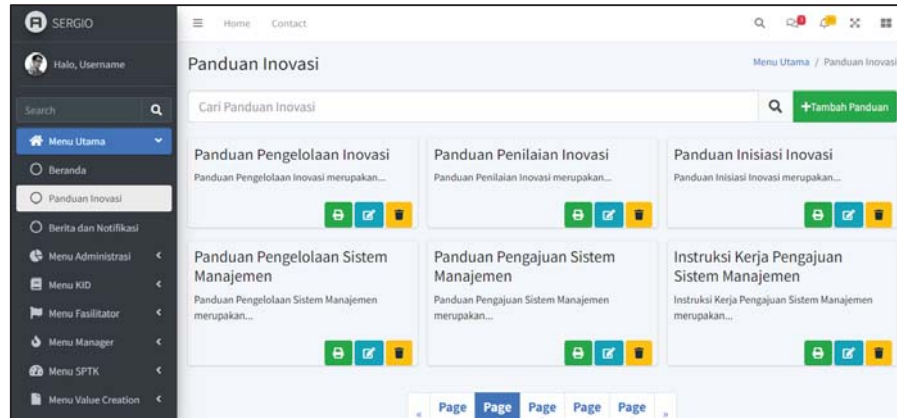 SERGIO
Home Contact
Halo, Username
Panduan Inovasi
Menu Utama / Panduan Inovasi
Search
Cari Panduan Inovasi
+Tambah Panduan
Menu Utama
Beranda
Panduan Inovasi
Berita dan Notifikasi
Menu Administrasi
Menu KID
Menu Fasilitator
Menu Manager
Menu SPTK
Menu Value Creation
Panduan Pengelolaan Inovasi
Panduan Pengelolaan Inovasi merupakan...
Panduan Penilaian Inovasi
Panduan Penilaian Inovasi merupakan...
Panduan Inisiasi Inovasi
Panduan Inisiasi Inovasi merupakan...
Panduan Pengelolaan Sistem
Manajemen
Panduan Pengelolaan Sistem Manajemen
merupakan...
Panduan Pengajuan Sistem
Manajemen
Panduan Pengajuan Sistem Manajemen
merupakan...
Instruksi Kerja Pengajuan
Sistem Manajemen
Instruksi Kerja Pengajuan Sistem Manajemen
merupakan...
« Page Page Page Page Page »